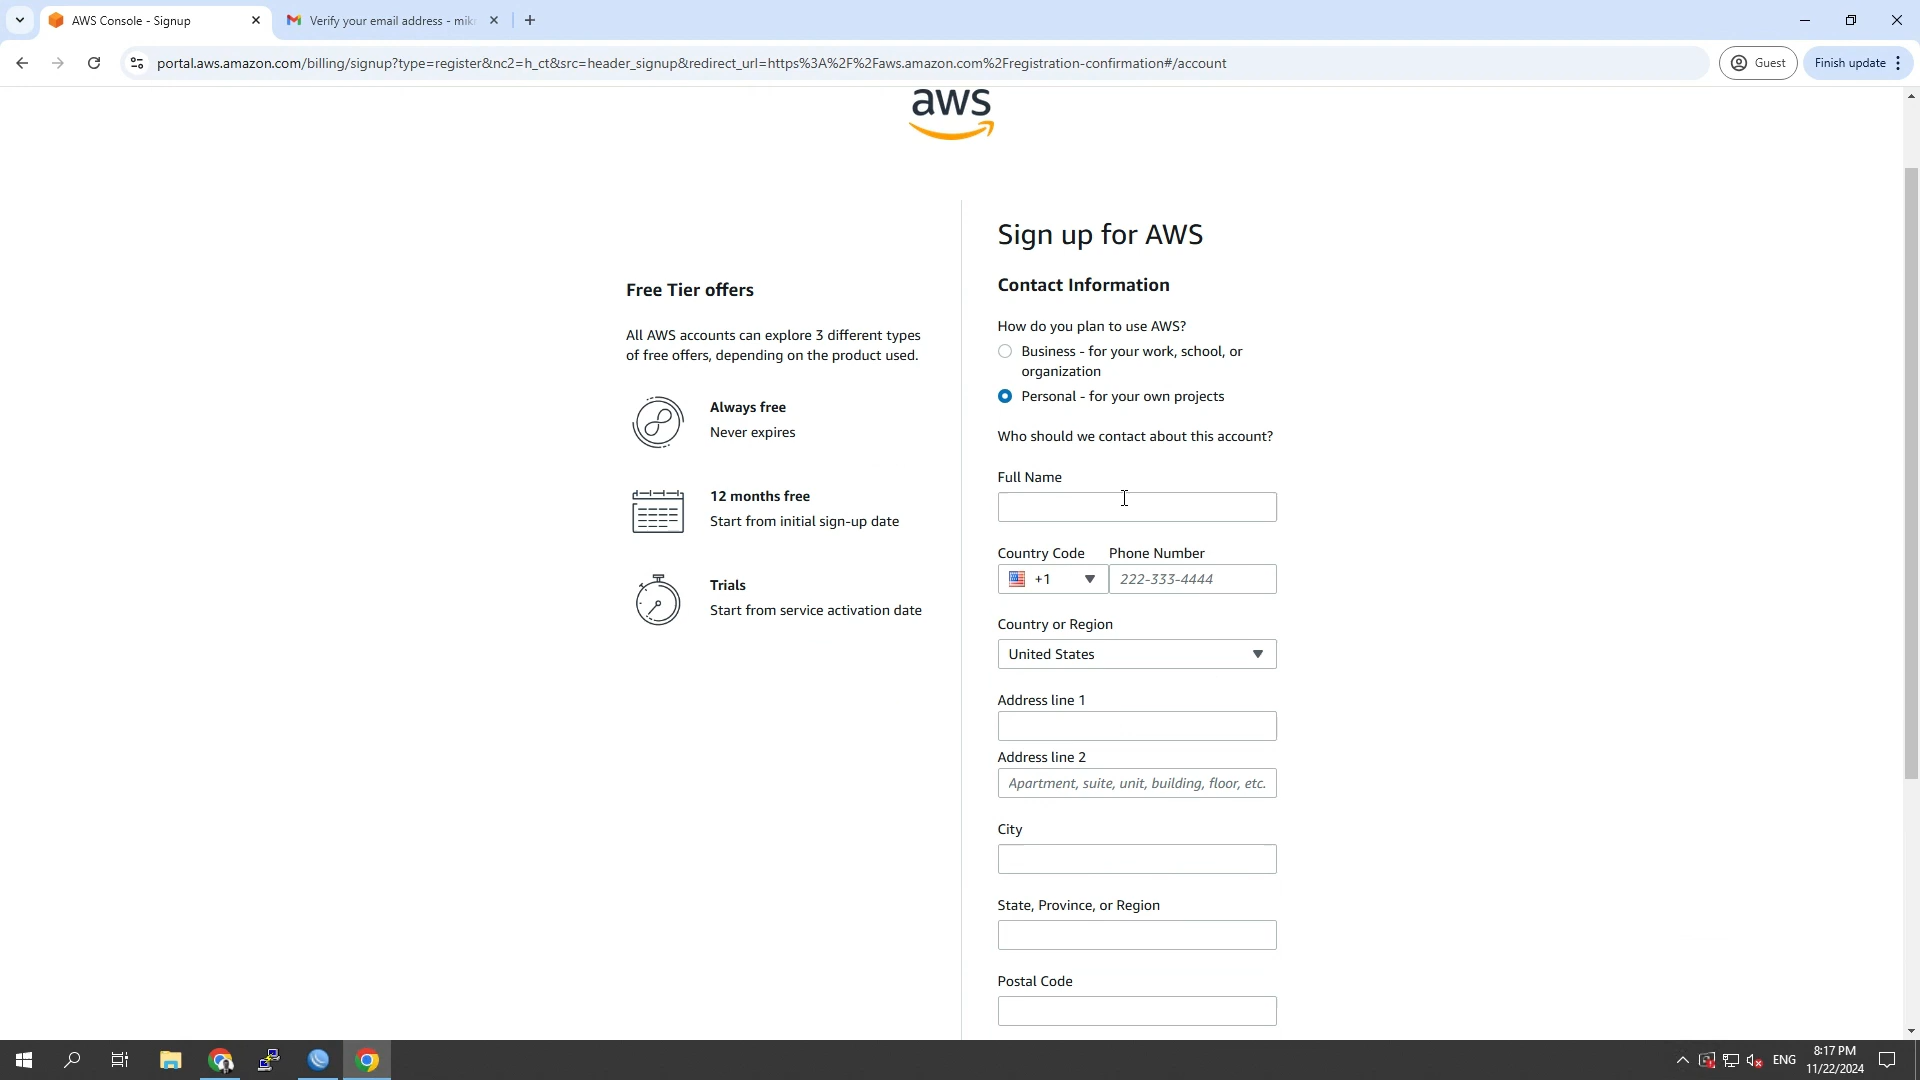 AWS Console - Signup
Verify your email address - mik
portal.aws.amazon.com/billing/signup?type=register&nc2=h_ct&src=header_signup&redirect_url=https%3A%2F%2Faws.amazon.com%2Fregistration-confirmation#/account
Guest
Finish update
aws
Free Tier offers
All AWS accounts can explore 3 different types
of free offers, depending on the product used.
Always free
Never expires
12 months free
Start from initial sign-up date
Trials
Start from service activation date
Sign up for AWS
Contact Information
How do you plan to use AWS?
Business - for your work, school, or
organization
Personal - for your own projects
Who should we contact about this account?
Full Name
Country Code Phone Number
+1 222-333-4444
Country or Region
United States
Address line 1
Address line 2
Apartment, suite, unit, building, floor, etc.
City
State, Province, or Region
Postal Code
ENG
8:17 PM
11/22/2024